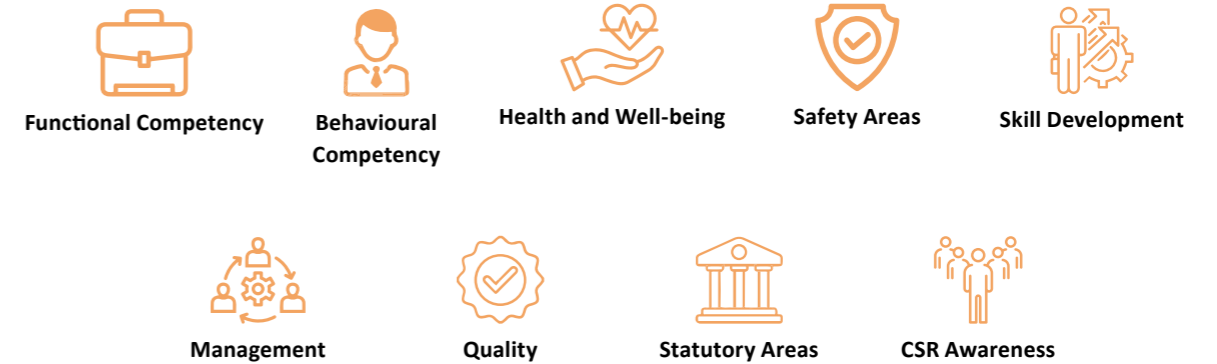 Functional Competency
Behavioural
Competency
Health and Well-being
Safety Areas
Skill Development
Management
Quality
Statutory Areas
CSR Awareness